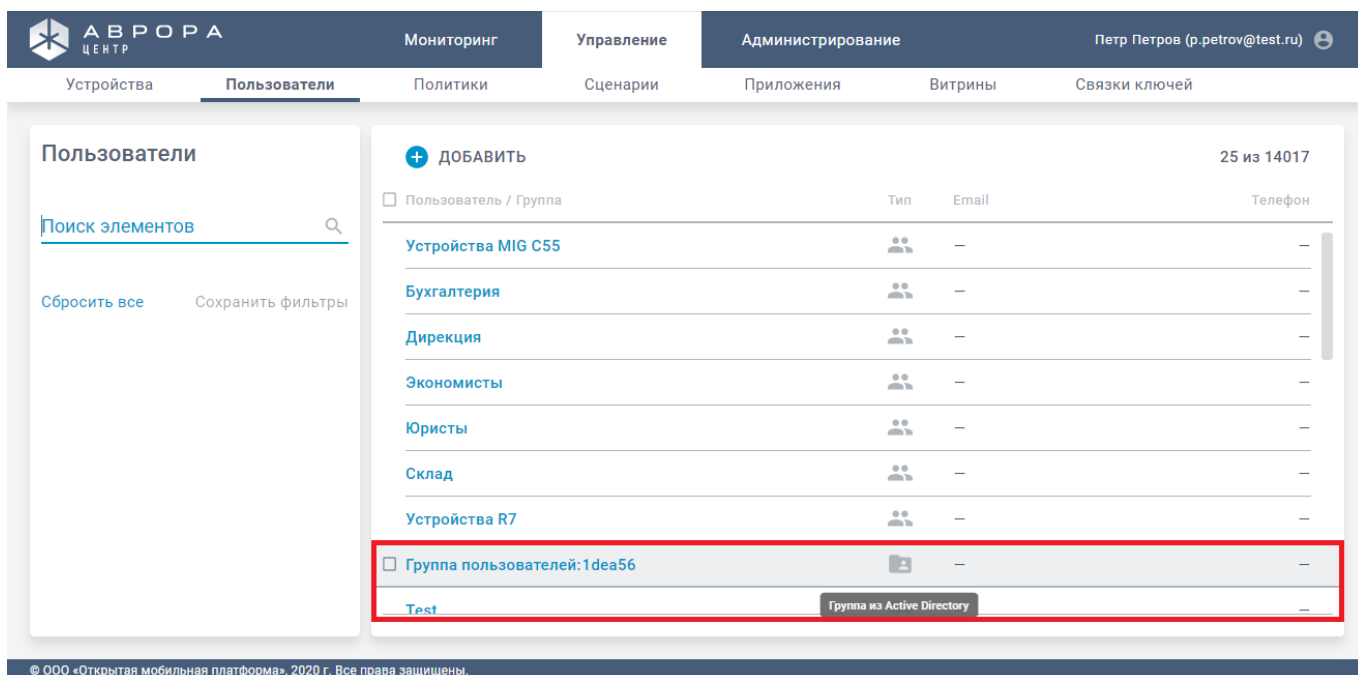 АВРОРА
ЦЕНТР
Мониторинг Управление Администрирование Петр Петров (p.petrov@test.ru)
Устройства Пользователи Политики Сценарии Приложения Витрины Связки ключей
Пользователи
Поиск элементов
Сбросить все Сохранить фильтры
ДОБАВИТЬ 25 из 14017
Пользователь / Группа Тип Email Телефон
Устройства MIG C55 — —
Бухгалтерия — —
Дирекция — —
Экономисты — —
Юристы — —
Склад — —
Устройства R7 — —
Группа пользователей:1dea56 — —
Группа из Active Directory
Test —
© ООО «Открытая мобильная платформа», 2020 г. Все права защищены.